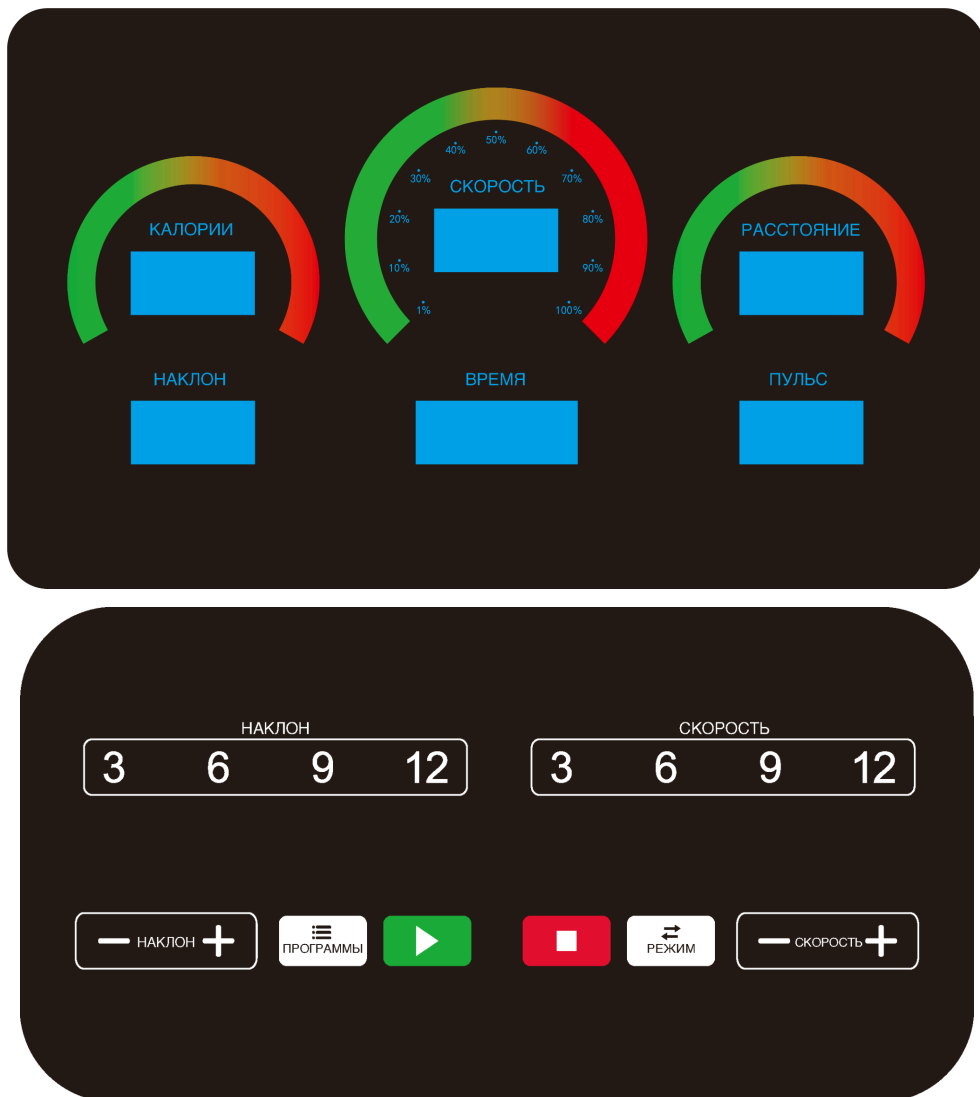 50%
40%
60%
30%
70%
СКОРОСТЬ
20%
80%
КАЛОРИИ
РАССТОЯНИЕ
10%
90%
1%
100%
НАКЛОН
ВРЕМЯ
ПУЛЬС
НАКЛОН
СКОРОСТЬ
3 6 9 12
3 6 9 12
— НАКЛОН +
ПРОГРАММЫ
РЕЖИМ
— СКОРОСТЬ +